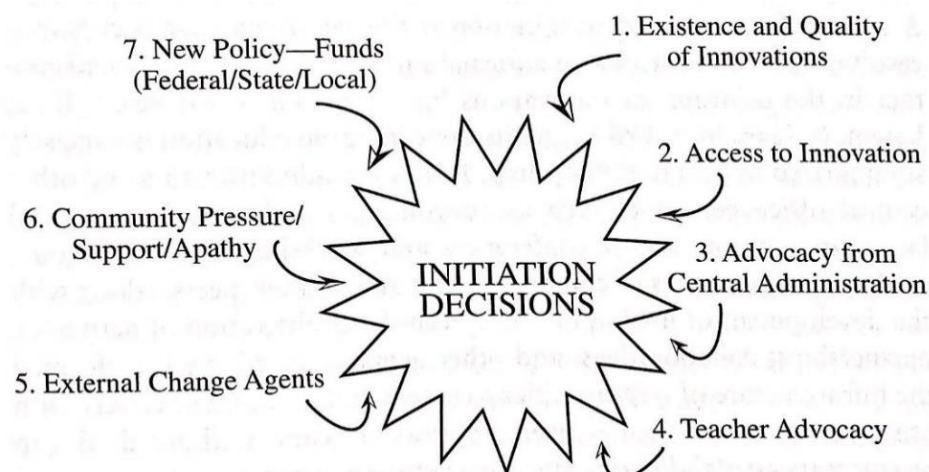 1. Existence and Quality
of Innovations
2. Access to Innovation
3. Advocacy from
Central Administration
4. Teacher Advocacy
5. External Change Agents
6. Community Pressure/
Support/Apathy
7. New Policy—Funds
(Federal/State/Local)
INITIATION
DECISIONS